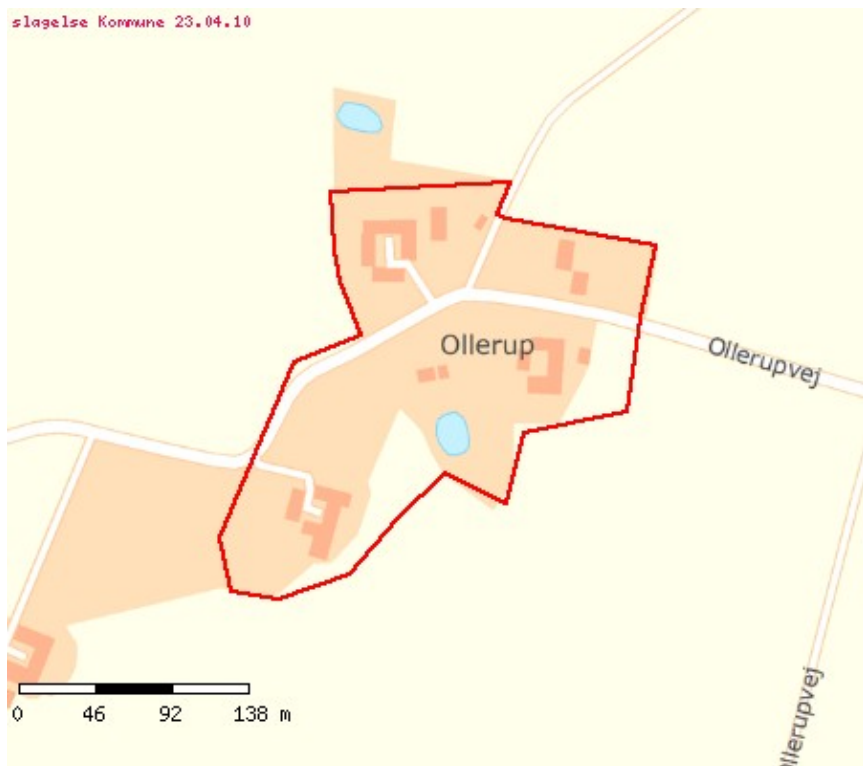 slagelse Kommune 23.04.10
Ollerup
Ollerupvej
Ollerupvej
0 46 92 138 m